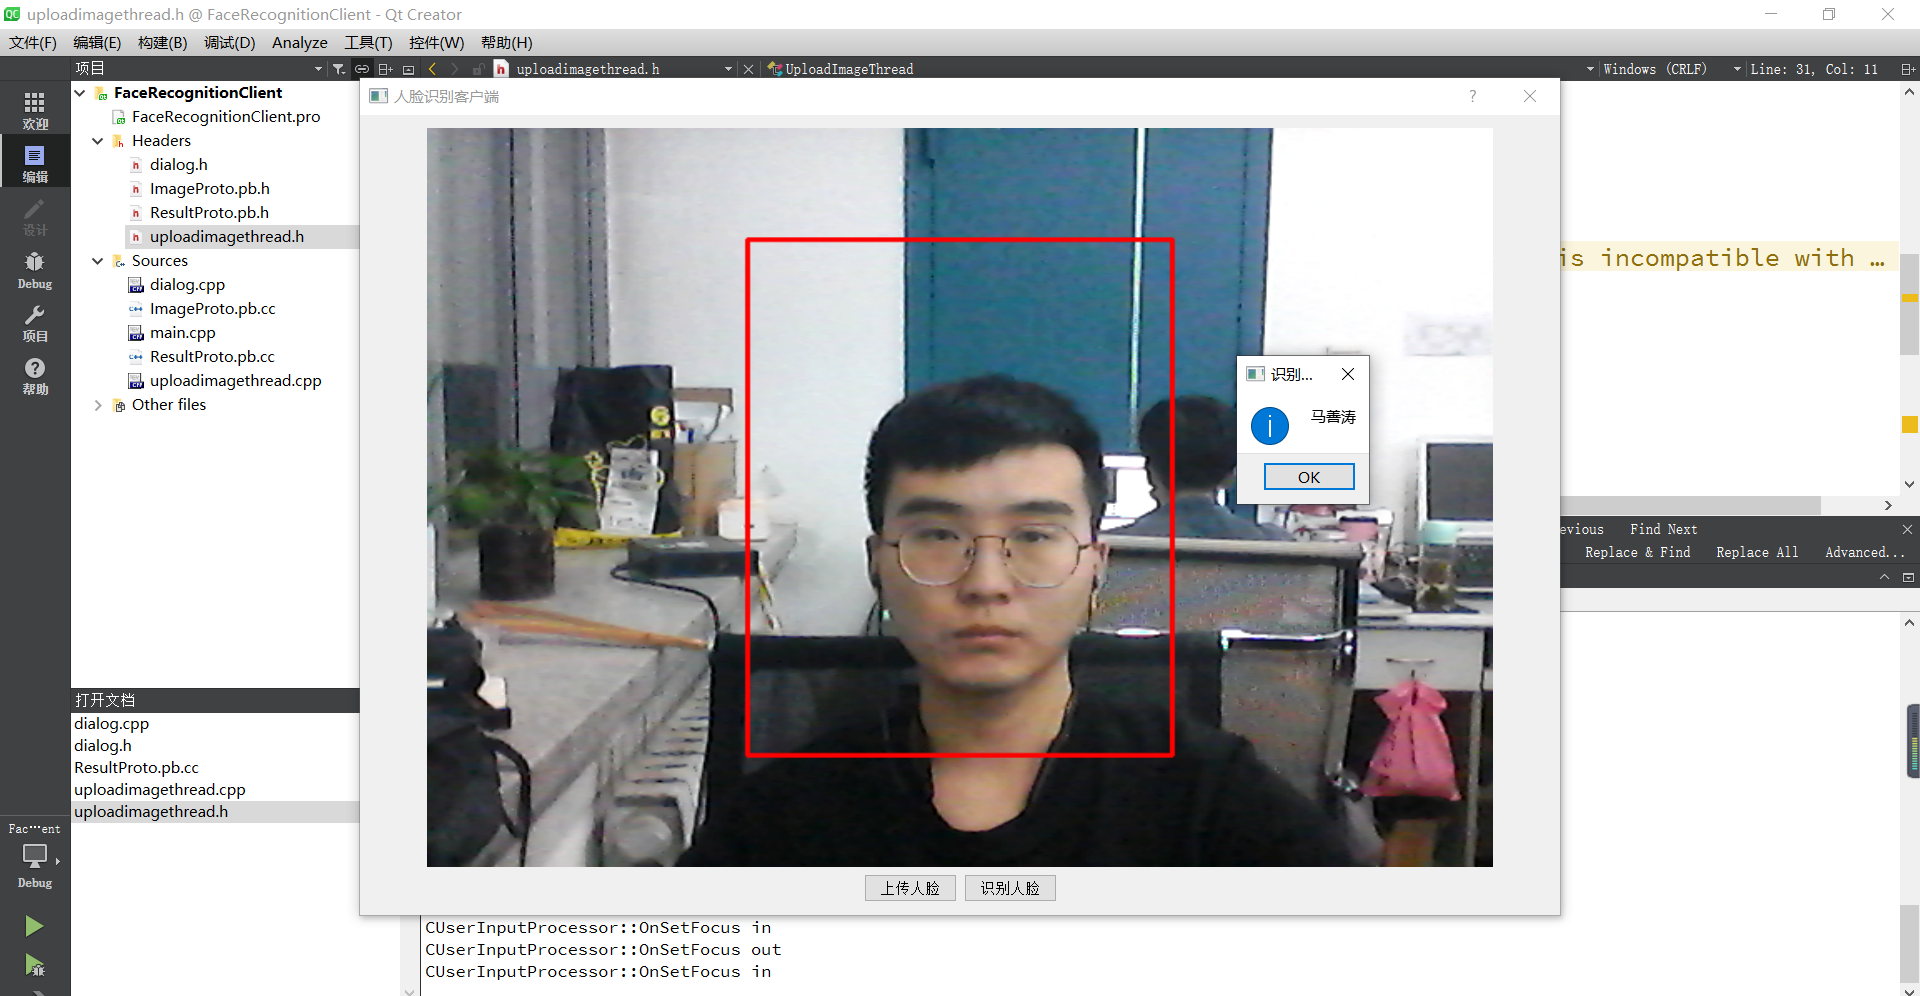 uploadimagethread.h @ FaceRecognitionClient - Qt Creator
文件(F) 编辑(E) 构建(B) 调试(D) Analyze 工具(T) 控件(W) 帮助(H)
项目 uploadimagethread.h UploadImageThread Windows (CRLF) Line: 31, Col: 11
欢迎
编辑
设计
Debug
项目
帮助
FaceRecognitionClient
FaceRecognitionClient.pro
Headers
dialog.h
ImageProto.pb.h
ResultProto.pb.h
uploadimagethread.h
Sources
dialog.cpp
ImageProto.pb.cc
main.cpp
ResultProto.pb.cc
uploadimagethread.cpp
Other files
打开文档
dialog.cpp
dialog.h
ResultProto.pb.cc
uploadimagethread.cpp
uploadimagethread.h
Fac···ent
Debug
人脸识别客户端
识别...
马善涛
OK
上传人脸 识别人脸
is incompatible with …
evious Find Next
Replace & Find Replace All Advanced...
CUserInputProcessor::OnSetFocus in
CUserInputProcessor::OnSetFocus out
CUserInputProcessor::OnSetFocus in